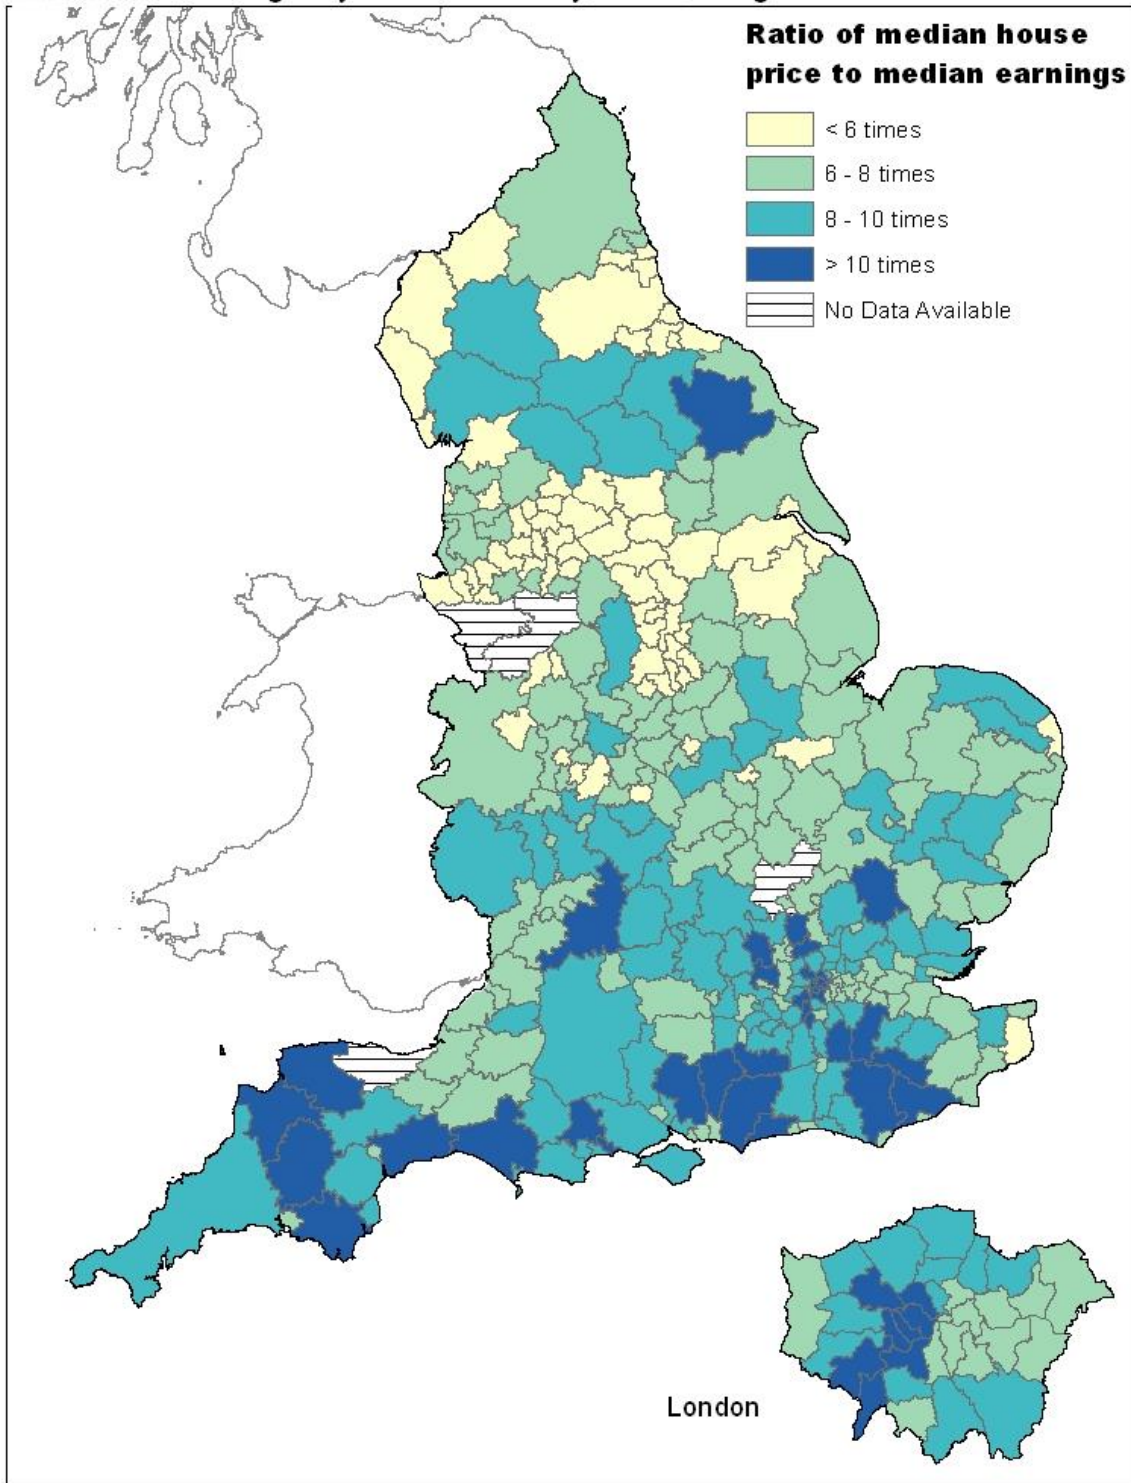 Ratio of median house
price to median earnings
< 6 times
6 - 8 times
8 - 10 times
> 10 times
No Data Available
London